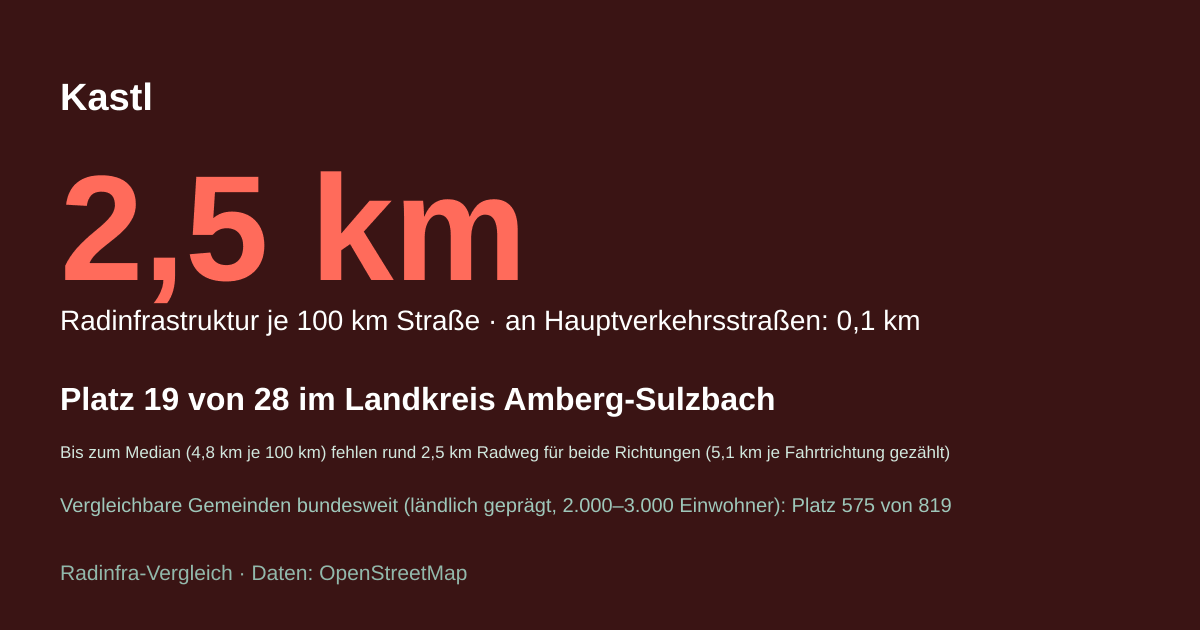 Kastl
2,5 km
Radinfrastruktur je 100 km Straße · an Hauptverkehrsstraßen: 0,1 km
Platz 19 von 28 im Landkreis Amberg-Sulzbach
Bis zum Median (4,8 km je 100 km) fehlen rund 2,5 km Radweg für beide Richtungen (5,1 km je Fahrtrichtung gezählt)
Vergleichbare Gemeinden bundesweit (ländlich geprägt, 2.000–3.000 Einwohner): Platz 575 von 819
Radinfra-Vergleich · Daten: OpenStreetMap